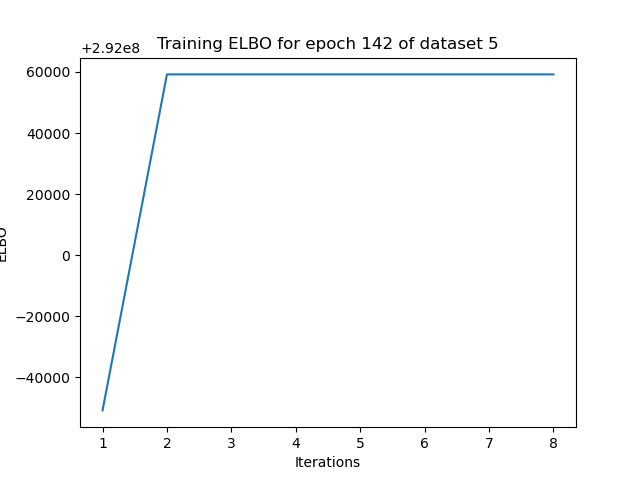 Training ELBO for epoch 142 of dataset 5
+2.92e8
60000
40000
20000
0
−20000
−40000
ELBO
1 2 3 4 5 6 7 8
Iterations